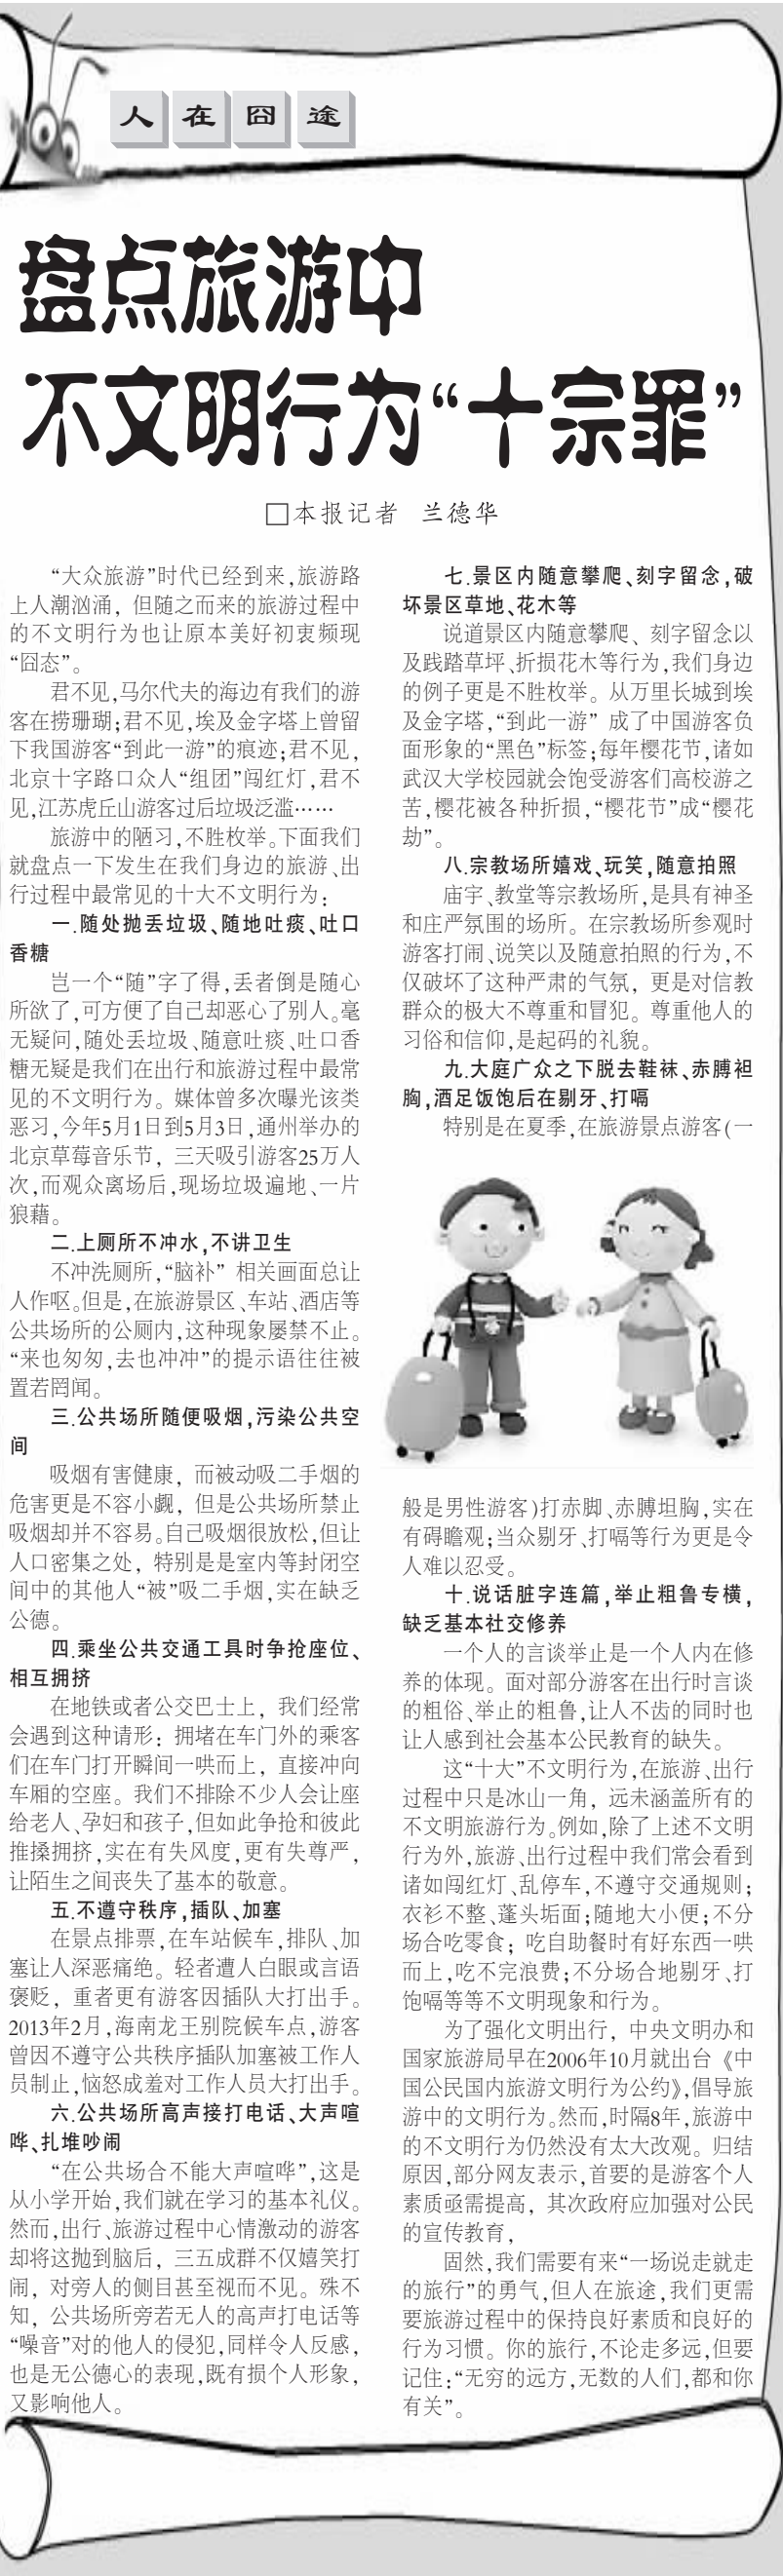 人在囧途
盘点旅游中
不文明行为“十宗罪”
□本报记者 兰德华
“大众旅游”时代已经到来,旅游路
上人潮汹涌，但随之而来的旅游过程中
的不文明行为也让原本美好初衷频现
“囧态”。
君不见,马尔代夫的海边有我们的游
客在捞珊瑚;君不见,埃及金字塔上曾留
下我国游客“到此一游”的痕迹;君不见,
北京十字路口众人“组团”闯红灯,君不
见,江苏虎丘山游客过后垃圾泛滥……
旅游中的陋习,不胜枚举。下面我们
就盘点一下发生在我们身边的旅游、出
行过程中最常见的十大不文明行为：
一.随处抛丢垃圾、随地吐痰、吐口
香糖
岂一个“随”字了得,丢者倒是随心
所欲了,可方便了自己却恶心了别人。毫
无疑问,随处丢垃圾、随意吐痰、吐口香
糖无疑是我们在出行和旅游过程中最常
见的不文明行为。媒体曾多次曝光该类
恶习,今年5月1日到5月3日,通州举办的
北京草莓音乐节，三天吸引游客25万人
次,而观众离场后,现场垃圾遍地、一片
狼藉。
二.上厕所不冲水,不讲卫生
不冲洗厕所,“脑补”相关画面总让
人作呕。但是,在旅游景区、车站、酒店等
公共场所的公厕内,这种现象屡禁不止。
“来也匆匆,去也冲冲”的提示语往往被
置若罔闻。
三.公共场所随便吸烟,污染公共空
间
吸烟有害健康，而被动吸二手烟的
危害更是不容小觑，但是公共场所禁止
吸烟却并不容易。自己吸烟很放松,但让
人口密集之处，特别是是室内等封闭空
间中的其他人“被”吸二手烟,实在缺乏
公德。
四.乘坐公共交通工具时争抢座位、
相互拥挤
在地铁或者公交巴士上，我们经常
会遇到这种请形：拥堵在车门外的乘客
们在车门打开瞬间一哄而上，直接冲向
车厢的空座。我们不排除不少人会让座
给老人、孕妇和孩子,但如此争抢和彼此
推搡拥挤,实在有失风度,更有失尊严,
让陌生之间丧失了基本的敬意。
五.不遵守秩序,插队、加塞
在景点排票,在车站候车,排队、加
塞让人深恶痛绝。轻者遭人白眼或言语
褒贬，重者更有游客因插队大打出手。
2013年2月,海南龙王别院候车点,游客
曾因不遵守公共秩序插队加塞被工作人
员制止,恼怒成羞对工作人员大打出手。
六.公共场所高声接打电话、大声喧
哗、扎堆吵闹
“在公共场合不能大声喧哗”,这是
从小学开始,我们就在学习的基本礼仪。
然而,出行、旅游过程中心情激动的游客
却将这抛到脑后，三五成群不仅嬉笑打
闹，对旁人的侧目甚至视而不见。殊不
知，公共场所旁若无人的高声打电话等
“噪音”对的他人的侵犯,同样令人反感,
也是无公德心的表现,既有损个人形象,
又影响他人。
七.景区内随意攀爬、刻字留念,破
坏景区草地、花木等
说道景区内随意攀爬、刻字留念以
及践踏草坪、折损花木等行为,我们身边
的例子更是不胜枚举。从万里长城到埃
及金字塔,“到此一游”成了中国游客负
面形象的“黑色”标签;每年樱花节,诸如
武汉大学校园就会饱受游客们高校游之
苦,樱花被各种折损,“樱花节”成“樱花
劫”。
八.宗教场所嬉戏、玩笑,随意拍照
庙宇、教堂等宗教场所,是具有神圣
和庄严氛围的场所。在宗教场所参观时
游客打闹、说笑以及随意拍照的行为,不
仅破坏了这种严肃的气氛，更是对信教
群众的极大不尊重和冒犯。尊重他人的
习俗和信仰,是起码的礼貌。
九.大庭广众之下脱去鞋袜、赤膊袒
胸,酒足饭饱后在剔牙、打嗝
特别是在夏季,在旅游景点游客(一
般是男性游客)打赤脚、赤膊坦胸,实在
有碍瞻观;当众剔牙、打嗝等行为更是令
人难以忍受。
十.说话脏字连篇,举止粗鲁专横,
缺乏基本社交修养
一个人的言谈举止是一个人内在修
养的体现。面对部分游客在出行时言谈
的粗俗、举止的粗鲁,让人不齿的同时也
让人感到社会基本公民教育的缺失。
这“十大”不文明行为,在旅游、出行
过程中只是冰山一角，远未涵盖所有的
不文明旅游行为。例如,除了上述不文明
行为外,旅游、出行过程中我们常会看到
诸如闯红灯、乱停车,不遵守交通规则;
衣衫不整、蓬头垢面;随地大小便;不分
场合吃零食；吃自助餐时有好东西一哄
而上,吃不完浪费;不分场合地剔牙、打
饱嗝等等不文明现象和行为。
为了强化文明出行，中央文明办和
国家旅游局早在2006年10月就出台《中
国公民国内旅游文明行为公约》,倡导旅
游中的文明行为。然而,时隔8年,旅游中
的不文明行为仍然没有太大改观。归结
原因,部分网友表示,首要的是游客个人
素质亟需提高，其次政府应加强对公民
的宣传教育,
固然,我们需要有来“一场说走就走
的旅行”的勇气,但人在旅途,我们更需
要旅游过程中的保持良好素质和良好的
行为习惯。你的旅行,不论走多远,但要
记住:“无穷的远方,无数的人们,都和你
有关”。